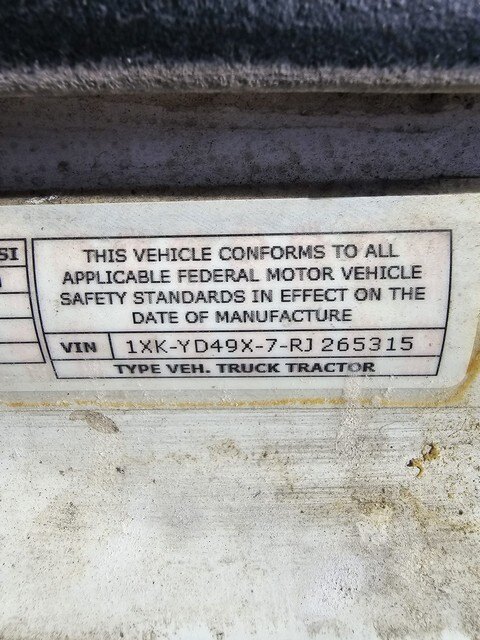 SI
THIS VEHICLE CONFORMS TO ALL
APPLICABLE FEDERAL MOTOR VEHICLE
SAFETY STANDARDS IN EFFECT ON THE
DATE OF MANUFACTURE
VIN 1XK-YD49X-7-RJ 265315
TYPE VEH. TRUCK TRACTOR